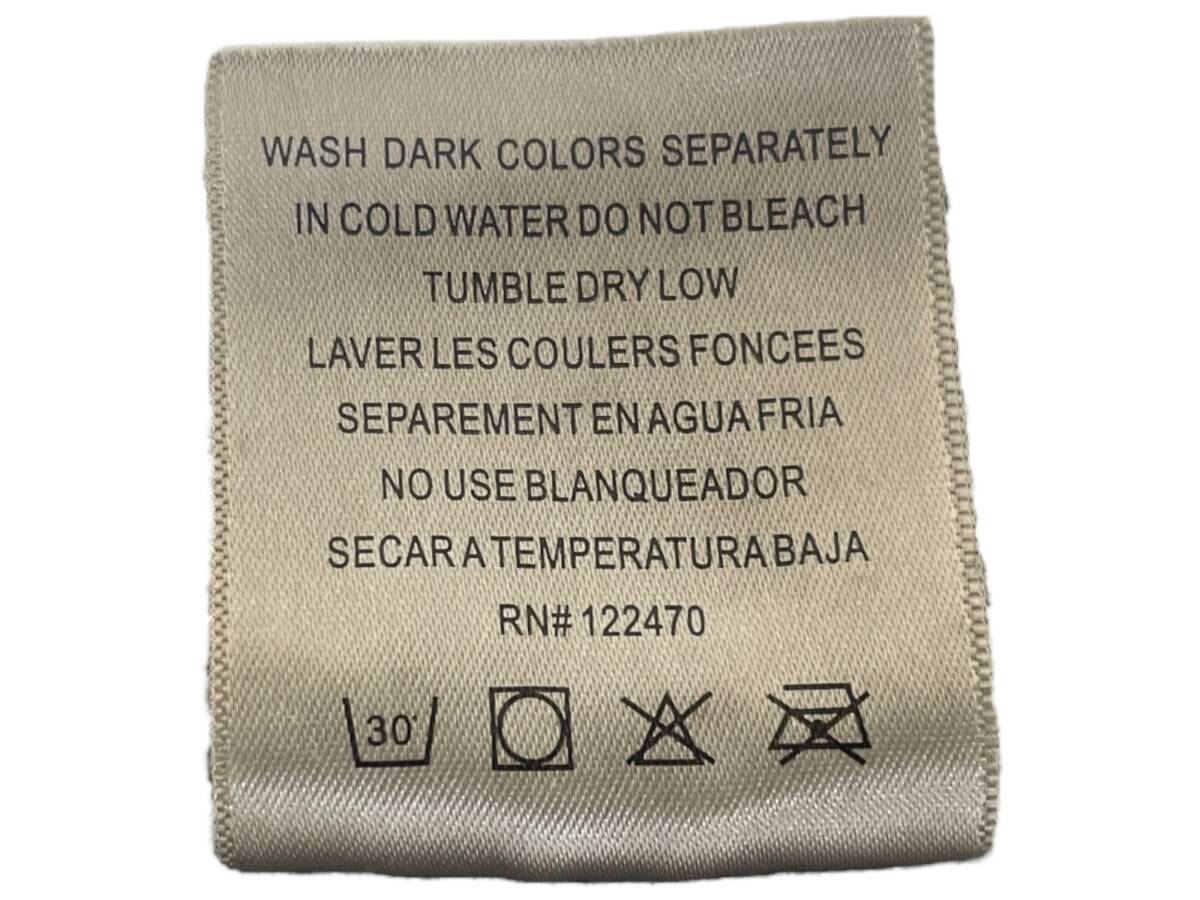 WASH DARK COLORS SEPARATELY
IN COLD WATER DO NOT BLEACH
TUMBLE DRY LOW
LAVER LES COULERS FONCEES
SEPAREMENT EN AGUA FRIA
NO USE BLANQUEADOR
SECAR A TEMPERATURA BAJA
RN# 122470
30°